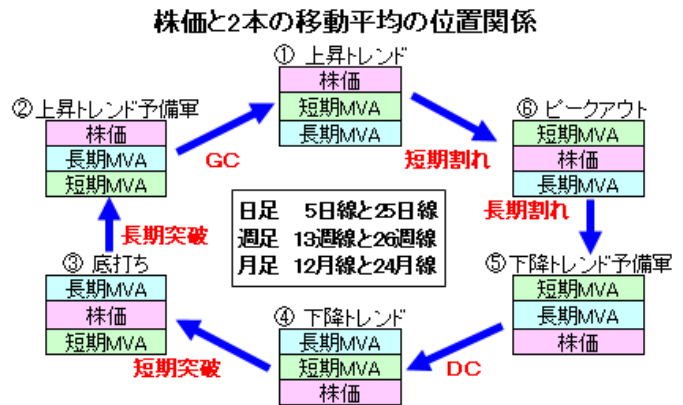 株価と2本の移動平均の位置関係
① 上昇トレンド
株価
短期MVA
長期MVA
② 上昇トレンド予備軍
株価
長期MVA
短期MVA
GC
短期割れ
⑥ ピークアウト
短期MVA
株価
長期MVA
日足 5日線と25日線
週足 13週線と26週線
月足 12月線と24月線
長期突破
長期割れ
③ 底打ち
長期MVA
株価
短期MVA
④ 下降トレンド
長期MVA
短期MVA
株価
⑤下降トレンド予備軍
短期MVA
長期MVA
株価
短期突破
DC